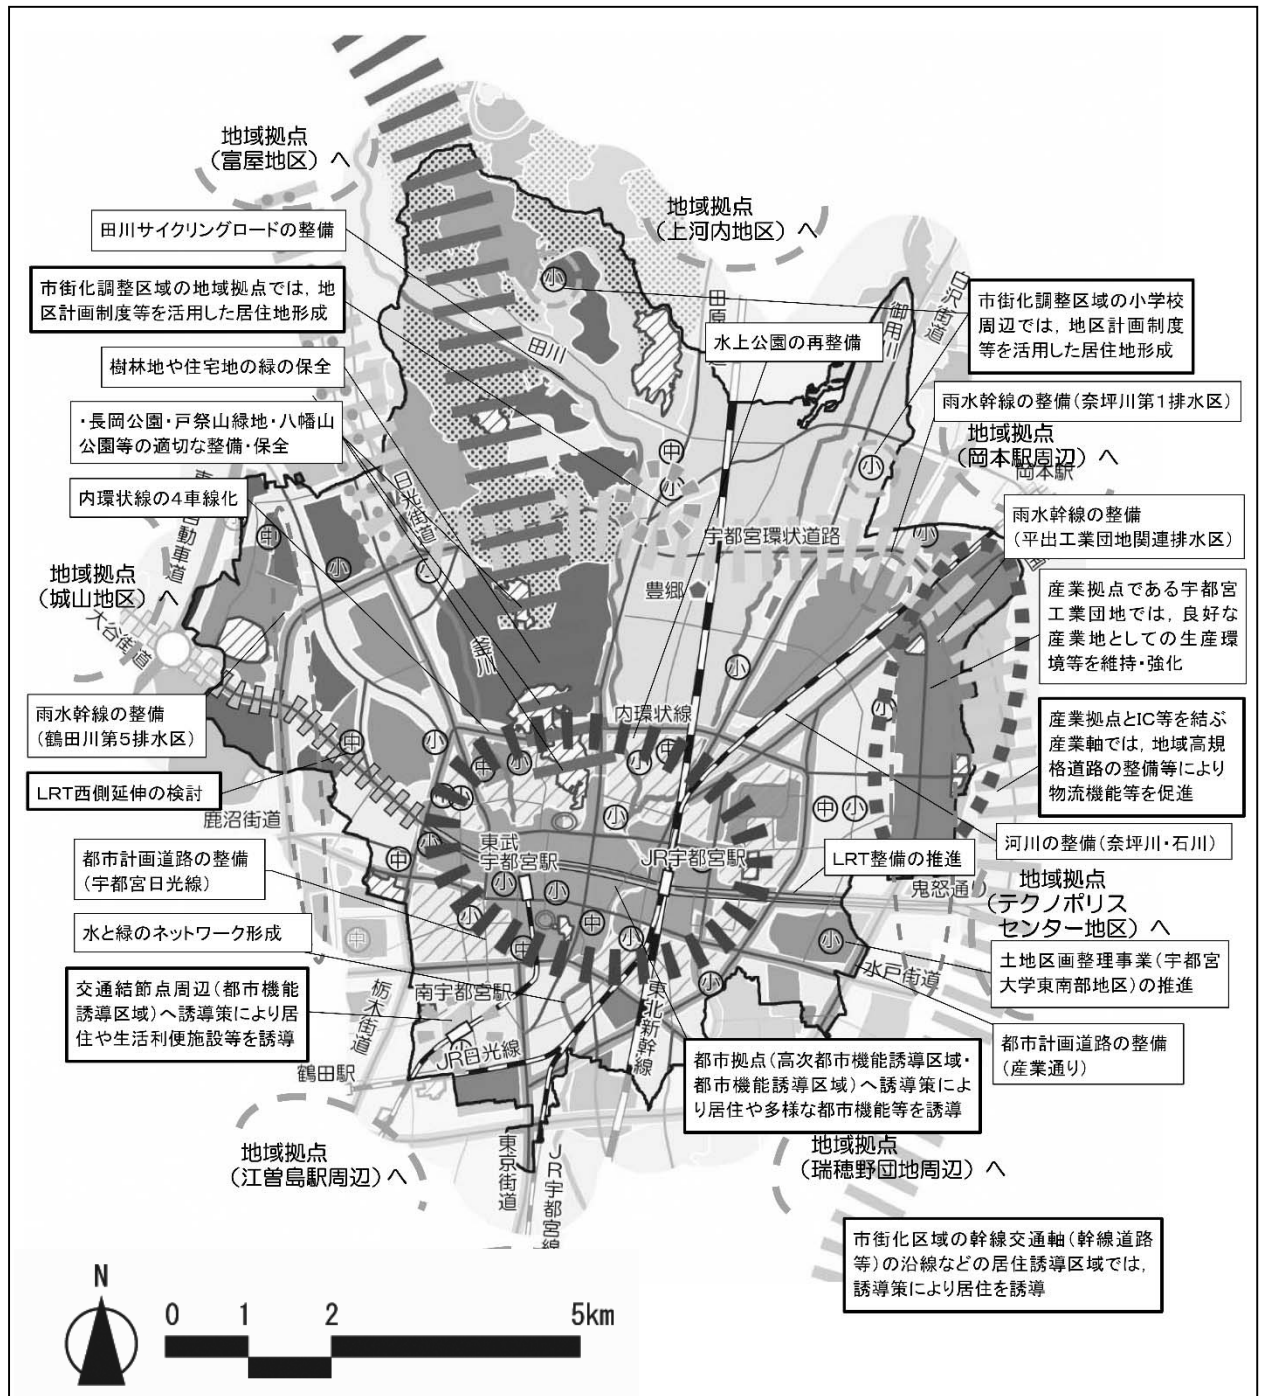 地域拠点
（富屋地区）へ
地域拠点
（上河内地区）へ
田川サイクリングロードの整備
市街化調整区域の地域拠点では，地
区計画制度等を活用した居住地形成
樹林地や住宅地の緑の保全
・長岡公園・戸祭山緑地・八幡山
公園等の適切な整備・保全
内環状線の４車線化
地域拠点
（城山地区）へ
大谷街道
雨水幹線の整備
（鶴田川第５排水区）
LRT西側延伸の検討
鹿沼街道
都市計画道路の整備
（宇都宮日光線）
水と緑のネットワーク形成
交通結節点周辺（都市機能
誘導区域）へ誘導策により居
住や生活利便施設等を誘導
栃木街道
鶴田駅
地域拠点
（江曽島駅周辺）へ
小
田川
水上公園の再整備
御用川
白沢街道
市街化調整区域の小学校
周辺では，地区計画制度
等を活用した居住地形成
雨水幹線の整備（奈坪川第１排水区）
地域拠点
（岡本駅周辺）へ
岡本駅
雨水幹線の整備
（平出工業団地関連排水区）
産業拠点である宇都宮
工業団地では，良好な
産業地としての生産環
境等を維持・強化
産業拠点とIC等を結ぶ
産業軸では，地域高規
格道路の整備等により
物流機能等を促進
河川の整備（奈坪川・石川）
LRT整備の推進
鬼怒通り
地域拠点
（テクノポリス
センター地区）へ
土地区画整理事業（宇都宮
大学東南部地区）の推進
水戸街道
都市計画道路の整備
（産業通り）
都市拠点（高次都市機能誘導区域・
都市機能誘導区域）へ誘導策によ
り居住や多様な都市機能等を誘導
地域拠点
（瑞穂野団地周辺）へ
市街化区域の幹線交通軸（幹線道路
等）の沿線などの居住誘導区域では，
誘導策により居住を誘導
日光街道
釜川
宇都宮環状道路
豊郷
内環状線
中
小
東武
宇都宮駅
JR宇都宮駅
南宇都宮駅
JR日光線
東北新幹線
東京街道
JR宇都宮線
N
0 1 2 5km